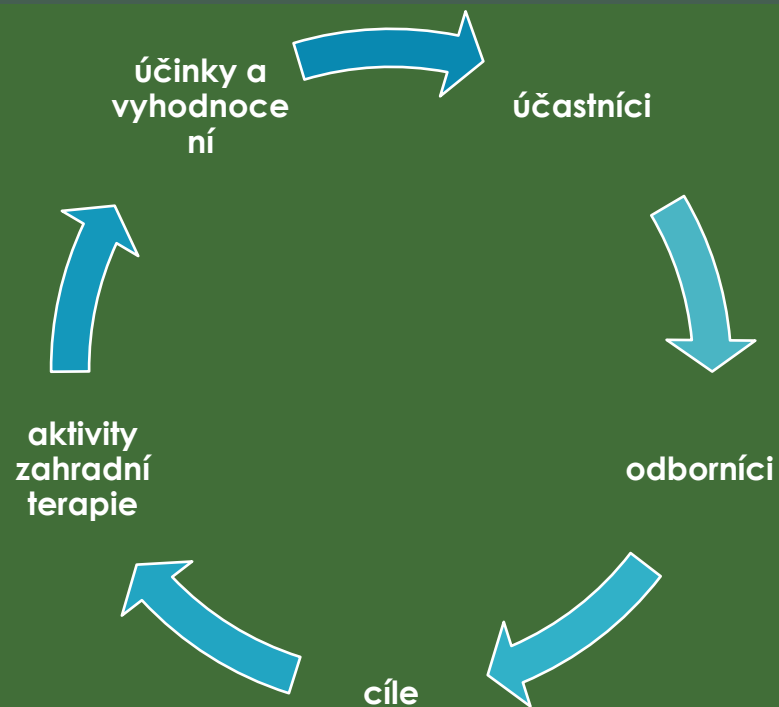 účinky a
vyhodnoce
ní
účastníci
odborníci
cíle
aktivity
zahradní
terapie